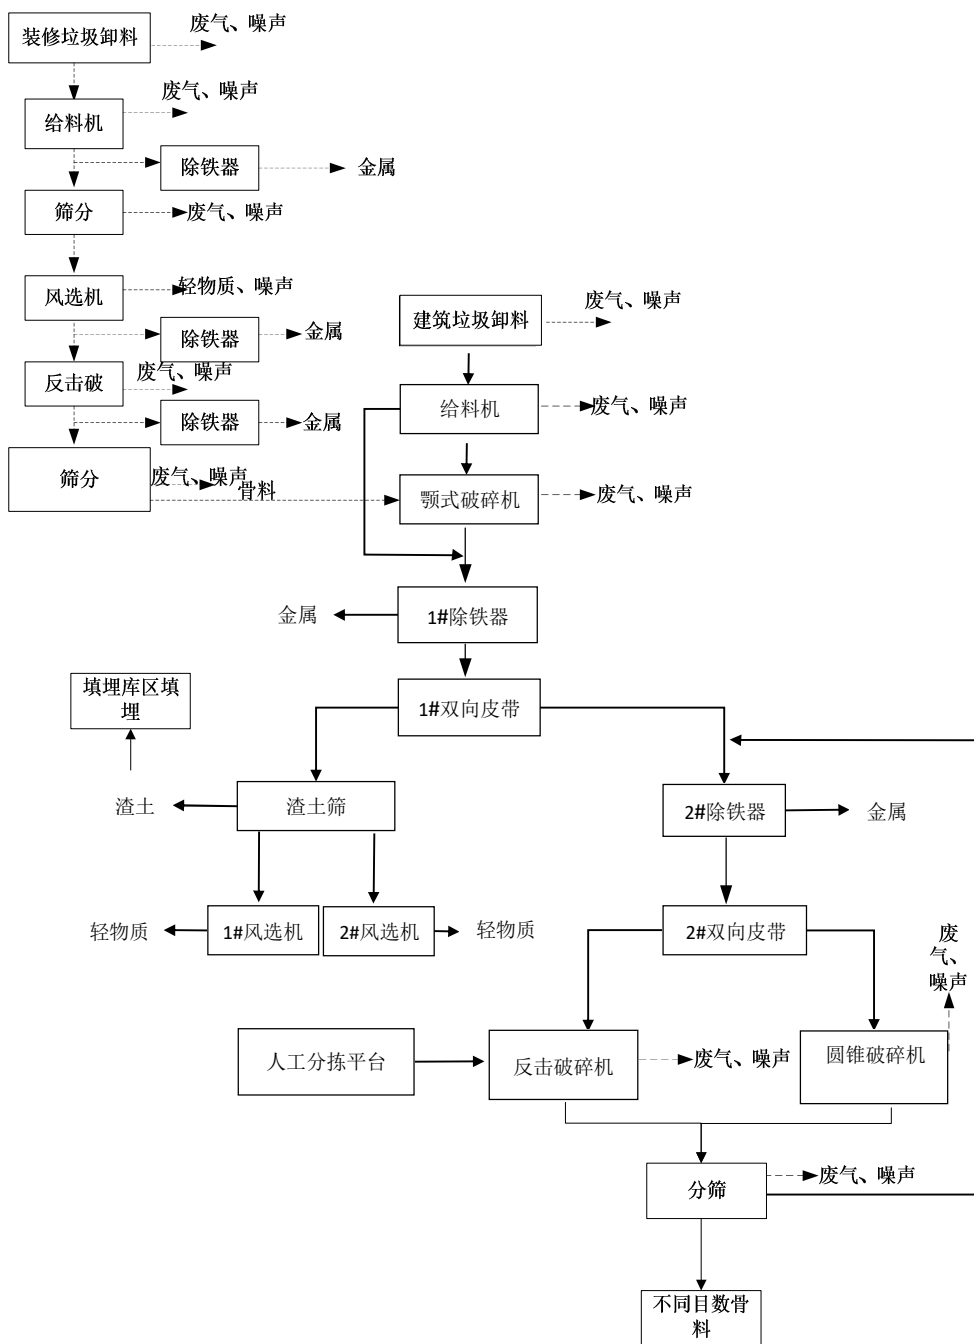 装修垃圾卸料
废气、噪声
废气、噪声
给料机
除铁器
金属
筛分
废气、噪声
风选机
轻物质、噪声
除铁器
金属
反击破
废气、噪声
除铁器
金属
筛分
废气、噪声
骨料
建筑垃圾卸料
废气、噪声
给料机
废气、噪声
颚式破碎机
废气、噪声
金属
1#除铁器
填埋库区填
埋
1#双向皮带
渣土
渣土筛
2#除铁器
金属
轻物质
1#风选机
2#风选机
轻物质
2#双向皮带
废
气、
噪声
人工分拣平台
反击破碎机
废气、噪声
圆锥破碎机
分筛
废气、噪声
不同目数骨
料